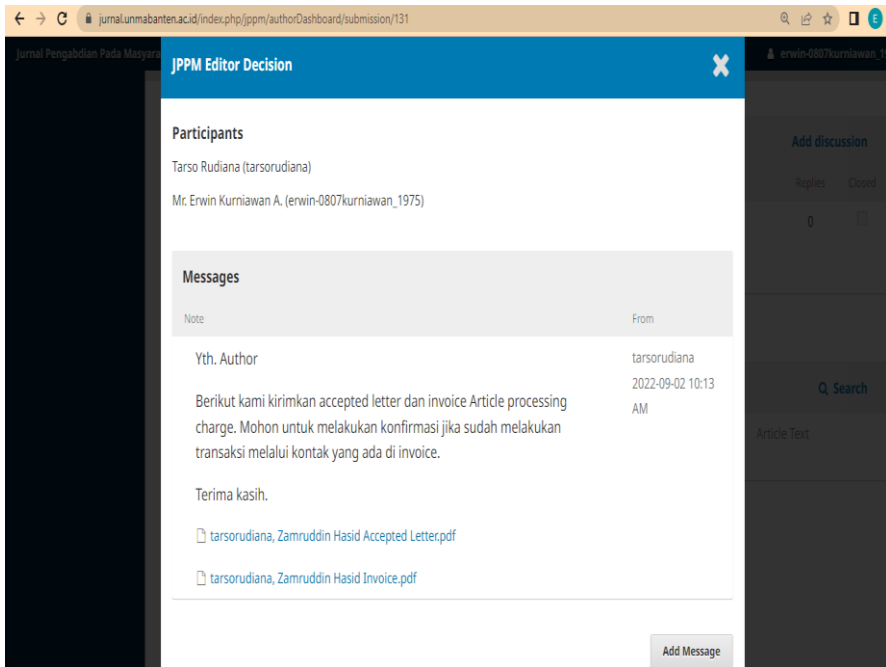 jurnal.unmabanten.ac.id/index.php/jppm/authorDashboard/submission/131
E
Jurnal Pengabdian Pada Masyara
erwin-0807kurniawan_1
JPPM Editor Decision
Participants
Tarso Rudiana (tarsorudiana)
Mr. Erwin Kurniawan A. (erwin-0807kurniawan_1975)
Add discussion
Replies Closed
0
Messages
Note From
Yth. Author
tarsorudiana
2022-09-02 10:13
AM
Berikut kami kirimkan accepted letter dan invoice Article processing
charge. Mohon untuk melakukan konfirmasi jika sudah melakukan
transaksi melalui kontak yang ada di invoice.
Terima kasih.
tarsorudiana, Zamruddin Hasid Accepted Letter.pdf
tarsorudiana, Zamruddin Hasid Invoice.pdf
Search
Article Text
Add Message